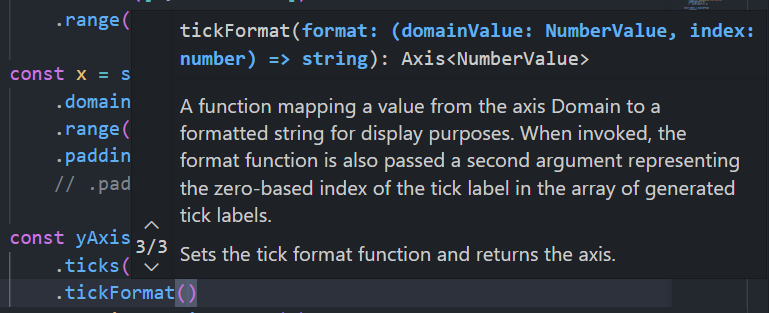 .range(
const x = s
.domain
.range(
.paddin
// .pad
const yAxis
.ticks(
.tickFormat()
tickFormat(format: (domainValue: NumberValue, index:
number) => string): Axis<NumberValue>
A function mapping a value from the axis Domain to a
formatted string for display purposes. When invoked, the
format function is also passed a second argument representing
the zero-based index of the tick label in the array of generated
tick labels.
3/3
Sets the tick format function and returns the axis.